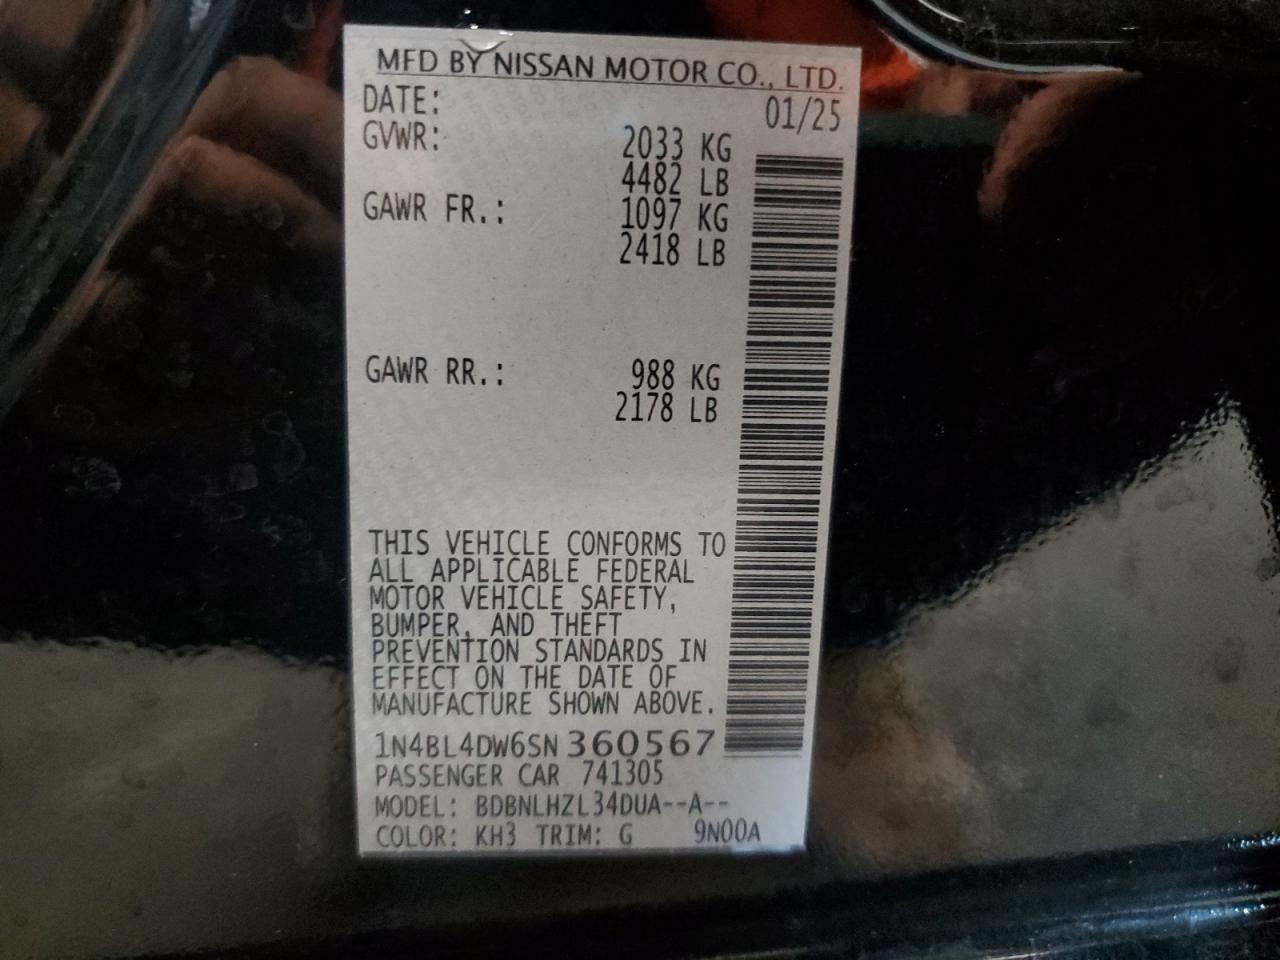 MFD BY NISSAN MOTOR CO., LTD.
DATE: 01/25
GVWR: 2033 KG
4482 LB
GAWR FR.: 1097 KG
2418 LB
GAWR RR.: 988 KG
2178 LB
THIS VEHICLE CONFORMS TO
ALL APPLICABLE FEDERAL
MOTOR VEHICLE SAFETY,
BUMPER, AND THEFT
PREVENTION STANDARDS IN
EFFECT ON THE DATE OF
MANUFACTURE SHOWN ABOVE.
1N4BL4DW6SN360567
PASSENGER CAR 741305
MODEL: BDBNLHZL34DUA--A--
COLOR: KH3 TRIM: G 9N00A